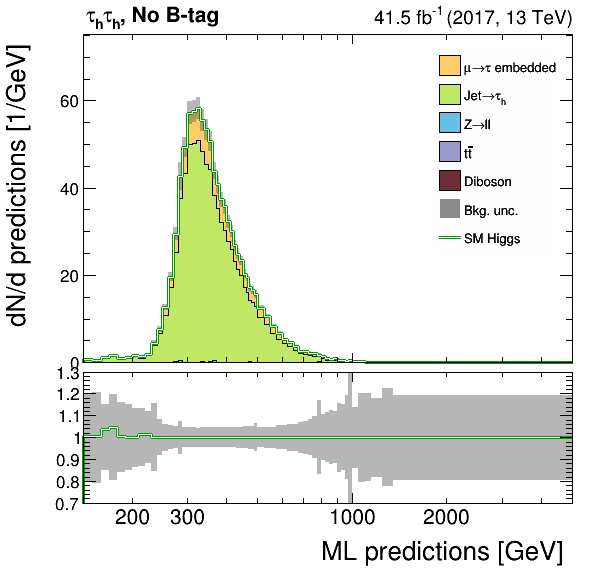 τhτh, No B-tag
41.5 fb-1 (2017, 13 TeV)
dN/d predictions [1/GeV]
60
40
20
0
μ→τ embedded
Jet→τh
Z→ll
tt̄
Diboson
Bkg. unc.
SM Higgs
1.3
1.2
1.1
1
0.9
0.8
0.7
200 300 1000 2000
ML predictions [GeV]